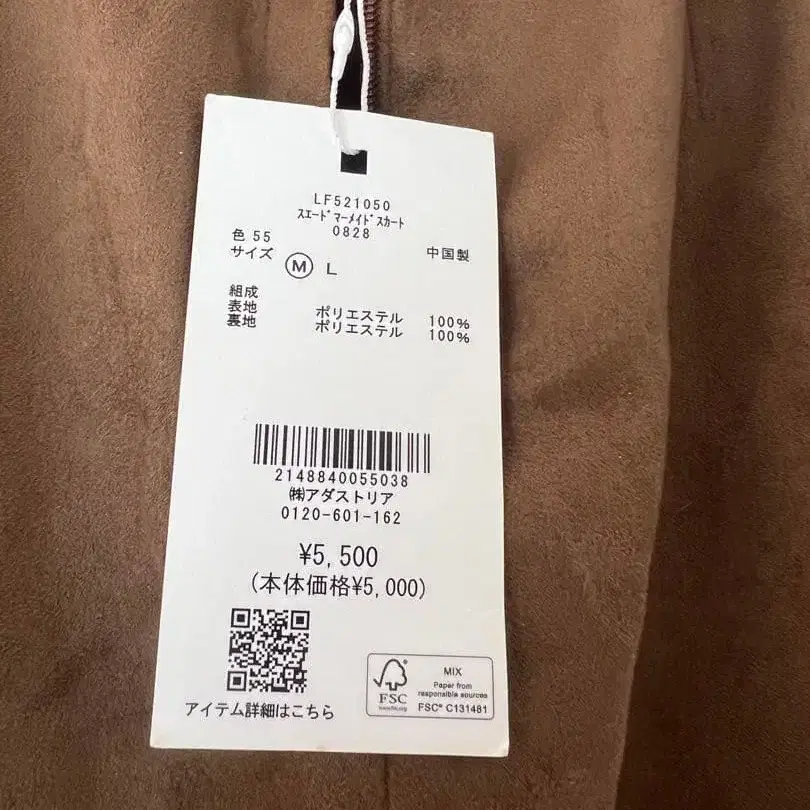 LF521050
ｽｴｰﾄﾞﾏｰﾒｲﾄﾞｽｶｰﾄ
0828
色 55
サイズ Ⓜ L 中国製
組成
表地 ポリエステル 100%
裏地 ポリエステル 100%
2148840055038
㈱アダストリア
0120-601-162
¥5,500
(本体価格¥5,000)
アイテム詳細はこちら
FSC
www.fsc.org
MIX
Paper from
responsible sources
FSC® C131481